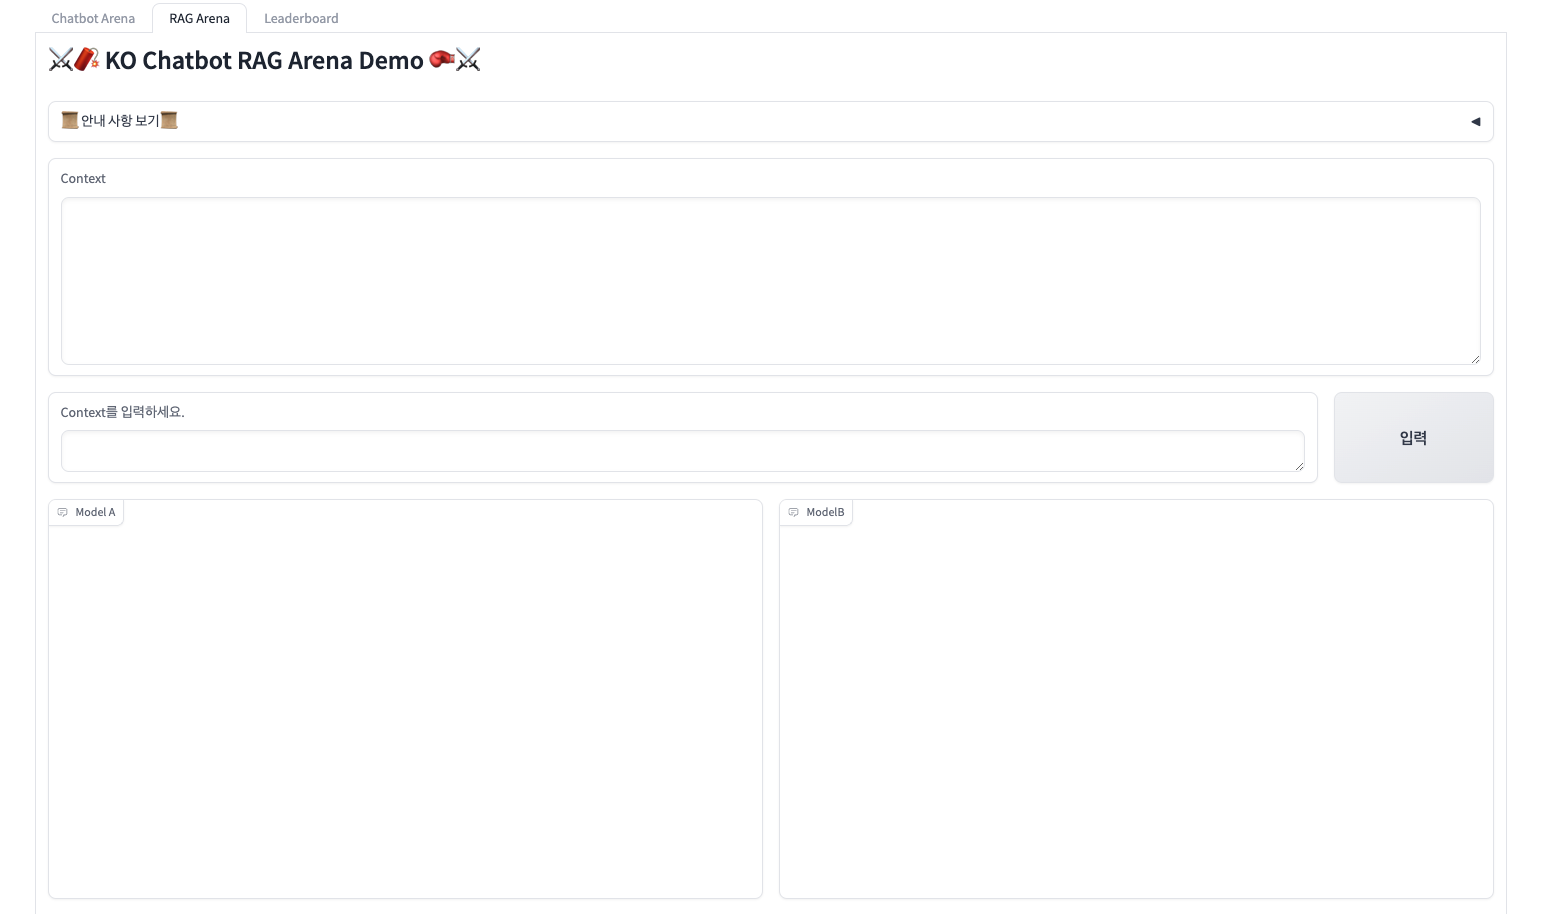 Chatbot Arena
RAG Arena
Leaderboard
⚔️🧨 KO Chatbot RAG Arena Demo 🥊⚔️
📜안내 사항 보기📜
Context
Context를 입력하세요.
입력
Model A
ModelB